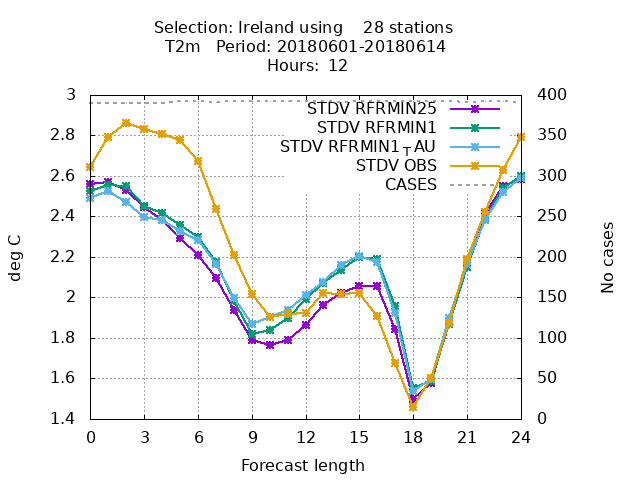 Selection: Ireland using 28 stations
T2m Period: 20180601-20180614
Hours: 12
3
2.8
2.6
2.4
2.2
2
1.8
1.6
1.4
deg C
400
350
300
250
200
150
100
50
0
No cases
STDV RFRMIN25
STDV RFRMIN1
STDV RFRMIN1┬AU
STDV OBS
CASES
0 3 6 9 12 15 18 21 24
Forecast length